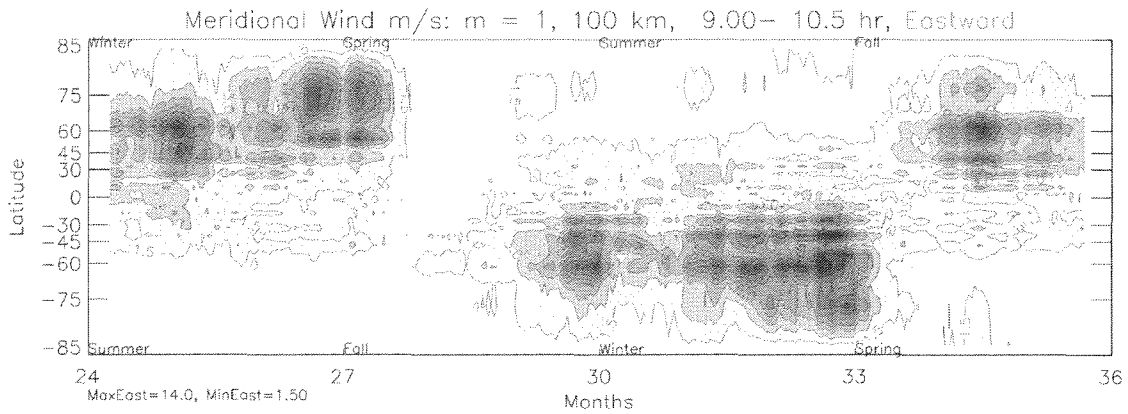 Meridional Wind m/s: m = 1, 100 km, 9.00- 10.5 hr, Eastward
Winter Spring Summer Fall
85
75
60
45
30
0
-30
-45
-60
-75
-85
Latitude
Summer Fall Winter Spring
24 27 30 33 36
MaxEast=14.0, MinEast=1.50
Months